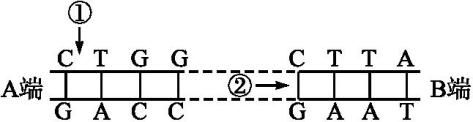 ①
C T G G C T T A
A端 ② B端
G A C C G A A T